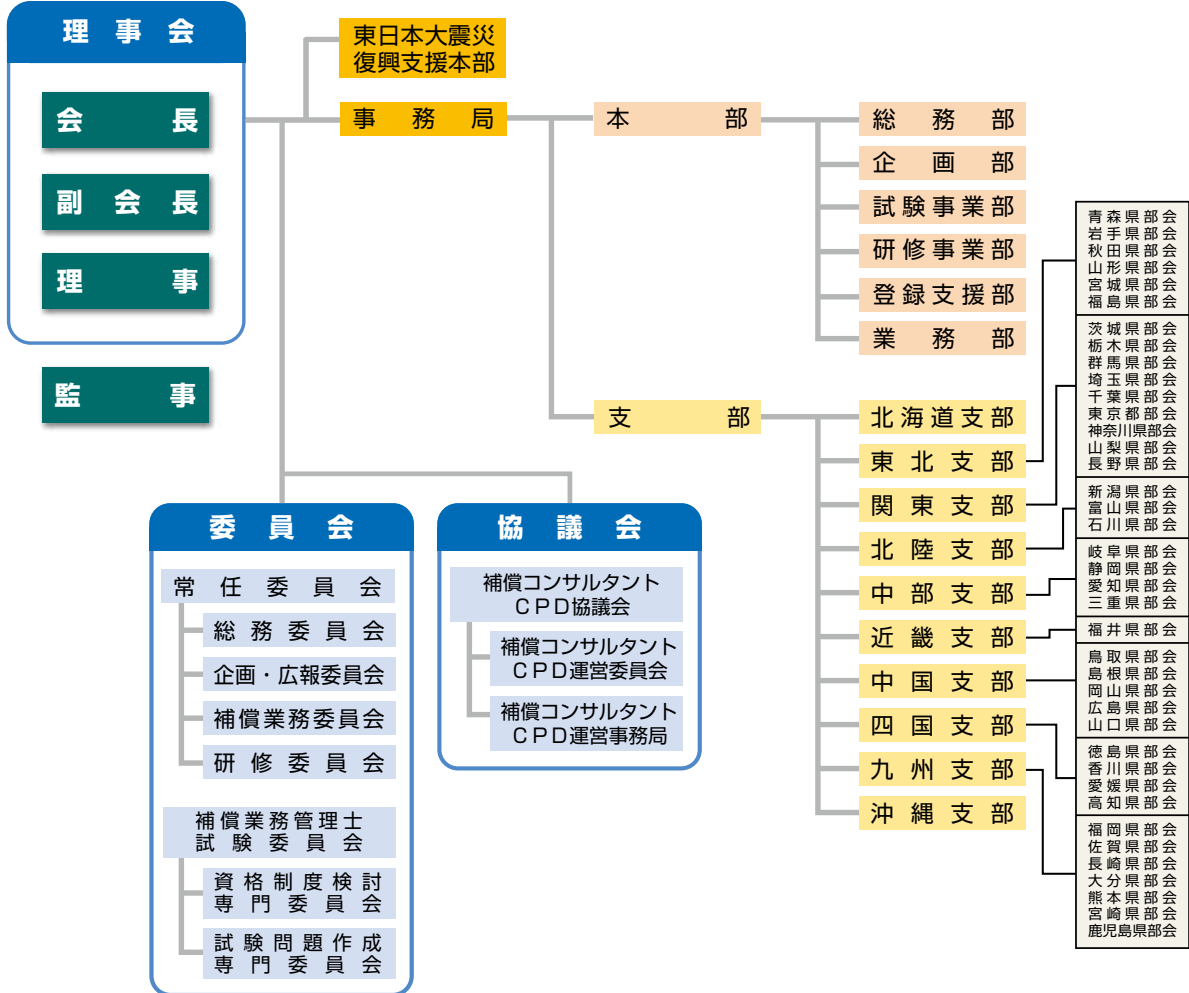 理事会
会長
副会長
理事
監事
東日本大震災
復興支援本部
事務局
本部
総務部
企画部
試験事業部
研修事業部
登録支援部
業務部
支部
北海道支部
東北支部
関東支部
北陸支部
中部支部
近畿支部
中国支部
四国支部
九州支部
沖縄支部
青森県部会
岩手県部会
秋田県部会
山形県部会
宮城県部会
福島県部会
茨城県部会
栃木県部会
群馬県部会
埼玉県部会
千葉県部会
東京都部会
神奈川県部会
山梨県部会
長野県部会
新潟県部会
富山県部会
石川県部会
岐阜県部会
静岡県部会
愛知県部会
三重県部会
福井県部会
鳥取県部会
島根県部会
岡山県部会
広島県部会
山口県部会
徳島県部会
香川県部会
愛媛県部会
高知県部会
福岡県部会
佐賀県部会
長崎県部会
大分県部会
熊本県部会
宮崎県部会
鹿児島県部会
委員会
常任委員会
総務委員会
企画・広報委員会
補償業務委員会
研修委員会
補償業務管理士
試験委員会
資格制度検討
専門委員会
試験問題作成
専門委員会
協議会
補償コンサルタント
ＣＰＤ協議会
補償コンサルタント
ＣＰＤ運営委員会
補償コンサルタント
ＣＰＤ運営事務局